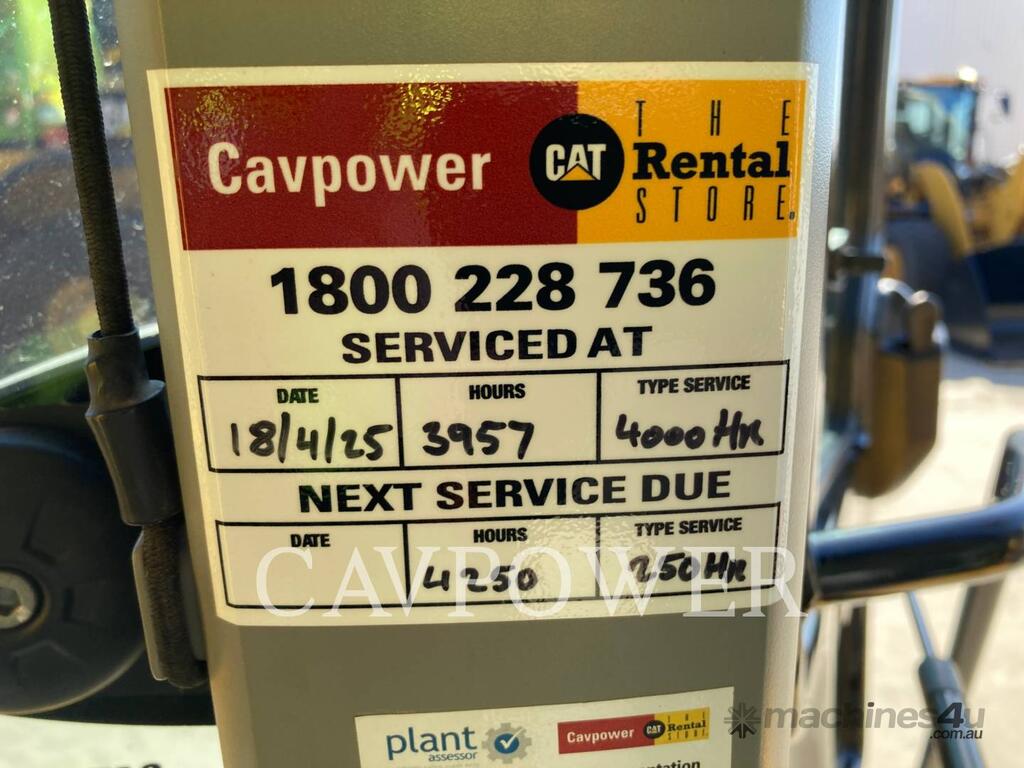 Cavpower CAT THE Rental STORE
1800 228 736
SERVICED AT
DATE HOURS TYPE SERVICE
18/4/25 3957 4000 HR
NEXT SERVICE DUE
DATE HOURS TYPE SERVICE
4250 250 HR
CAVPOWER
plant assessor
Cavpower CAT THE Rental STORE
machines4u
.com.au